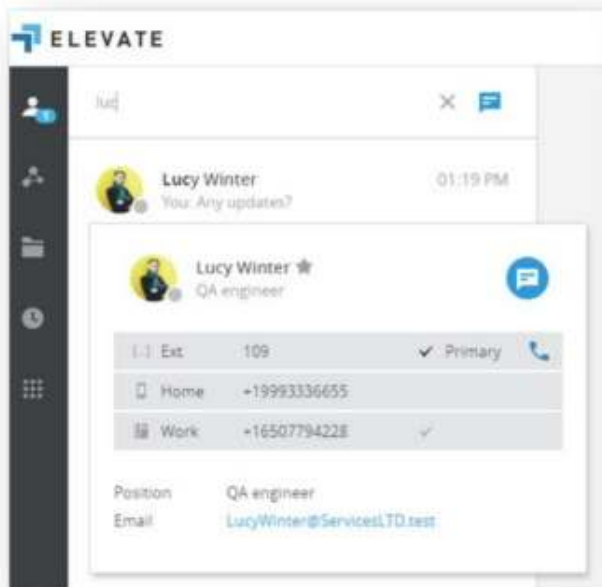 ELEVATE
luc
Lucy Winter 01:19 PM
You: Any updates?
Lucy Winter
QA engineer
Ext 109 Primary
Home +19993336655
Work +16507794228
Position QA engineer
Email LucyWinter@ServicesLTD.test